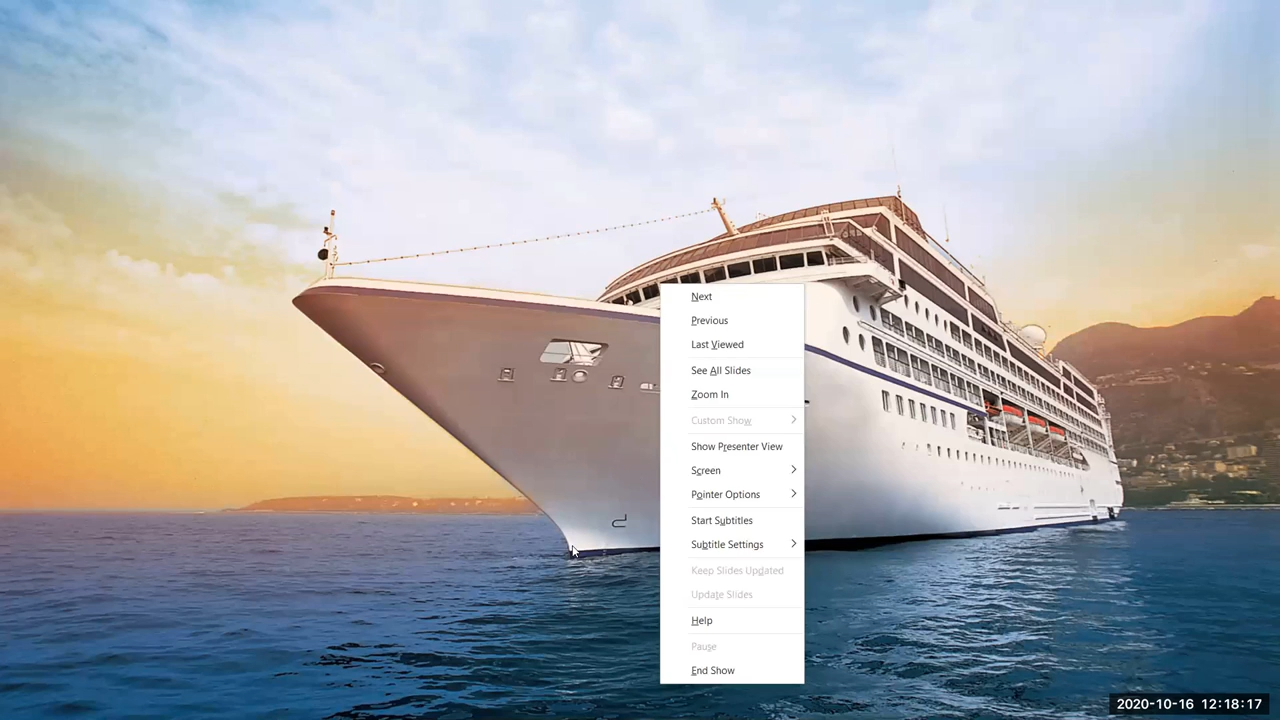 Next
Previous
Last Viewed
See All Slides
Zoom In
Custom Show
Show Presenter View
Screen
Pointer Options
Start Subtitles
Subtitle Settings
Keep Slides Updated
Update Slides
Help
Pause
End Show
2020-10-16 12:18:17